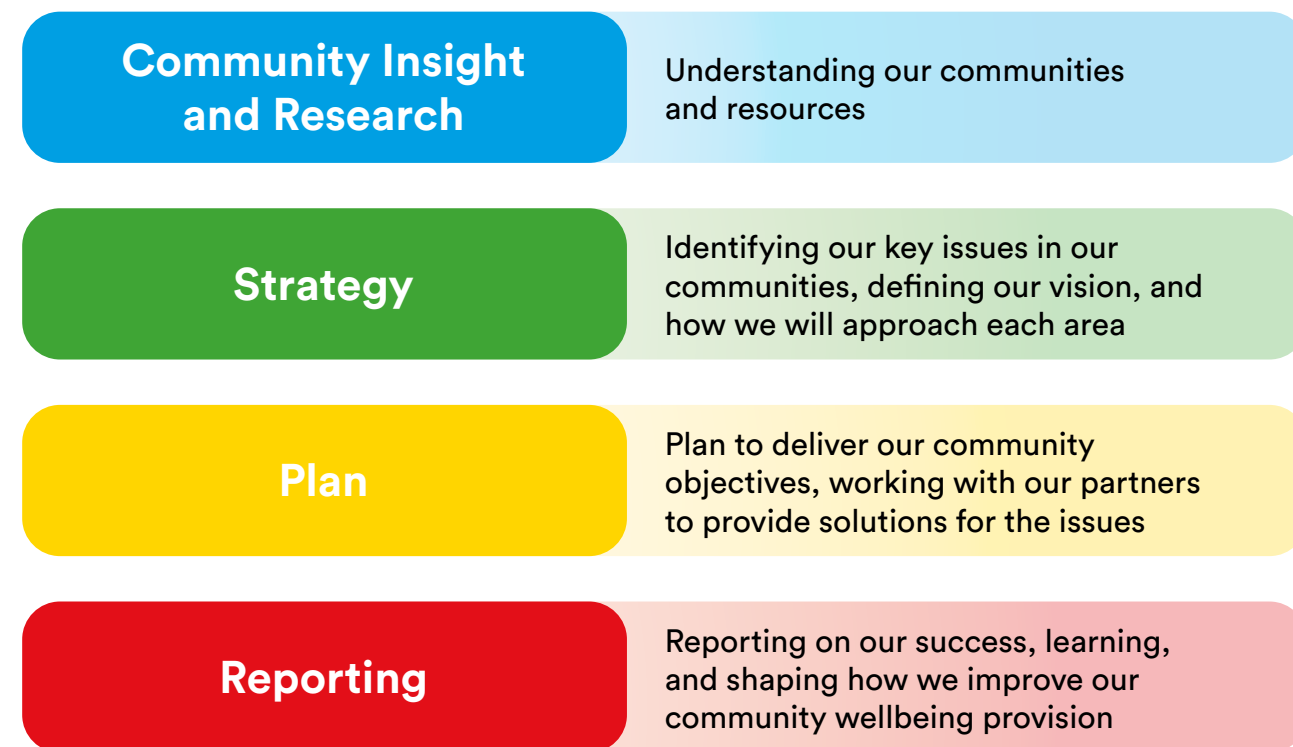 Community Insight
and Research
Understanding our communities
and resources
Strategy
Identifying our key issues in our
communities, defining our vision, and
how we will approach each area
Plan
Plan to deliver our community
objectives, working with our partners
to provide solutions for the issues
Reporting
Reporting on our success, learning,
and shaping how we improve our
community wellbeing provision